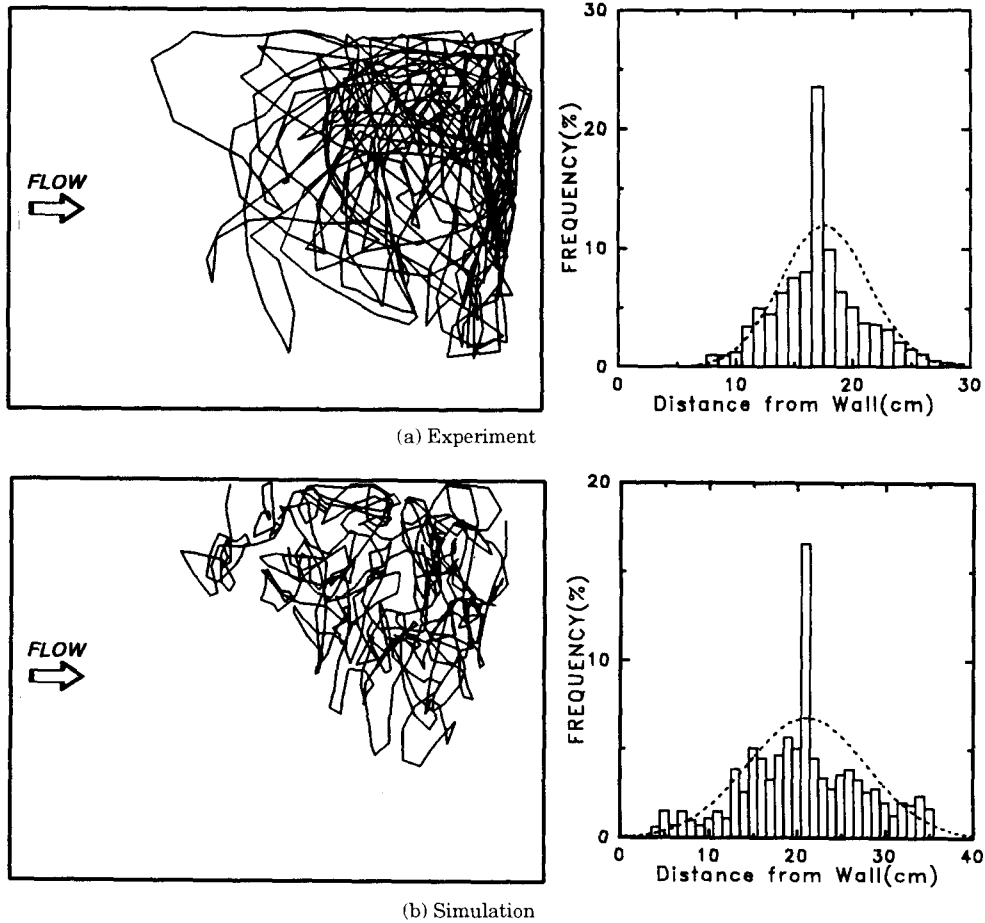 FLOW
30
20
10
0
FREQUENCY(%)
0 10 20 30
Distance from Wall(cm)
(a) Experiment
FLOW
20
10
0
FREQUENCY(%)
0 10 20 30 40
Distance from Wall(cm)
(b) Simulation